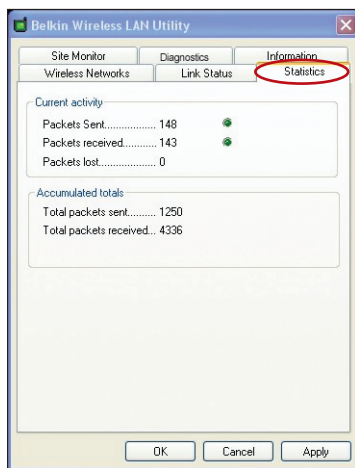 Belkin Wireless LAN Utility
Site Monitor Diagnostics Information
Wireless Networks Link Status Statistics
Current activity
Packets Sent.................. 148
Packets received............ 143
Packets lost.................... 0
Accumulated totals
Total packets sent.......... 1250
Total packets received... 4336
OK Cancel Apply